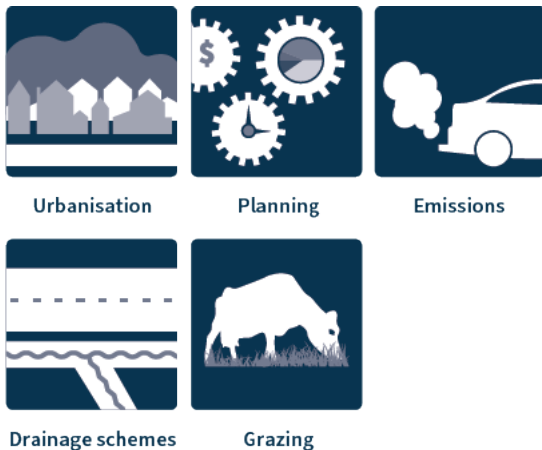 $
Urbanisation
Planning
Emissions
Drainage schemes
Grazing